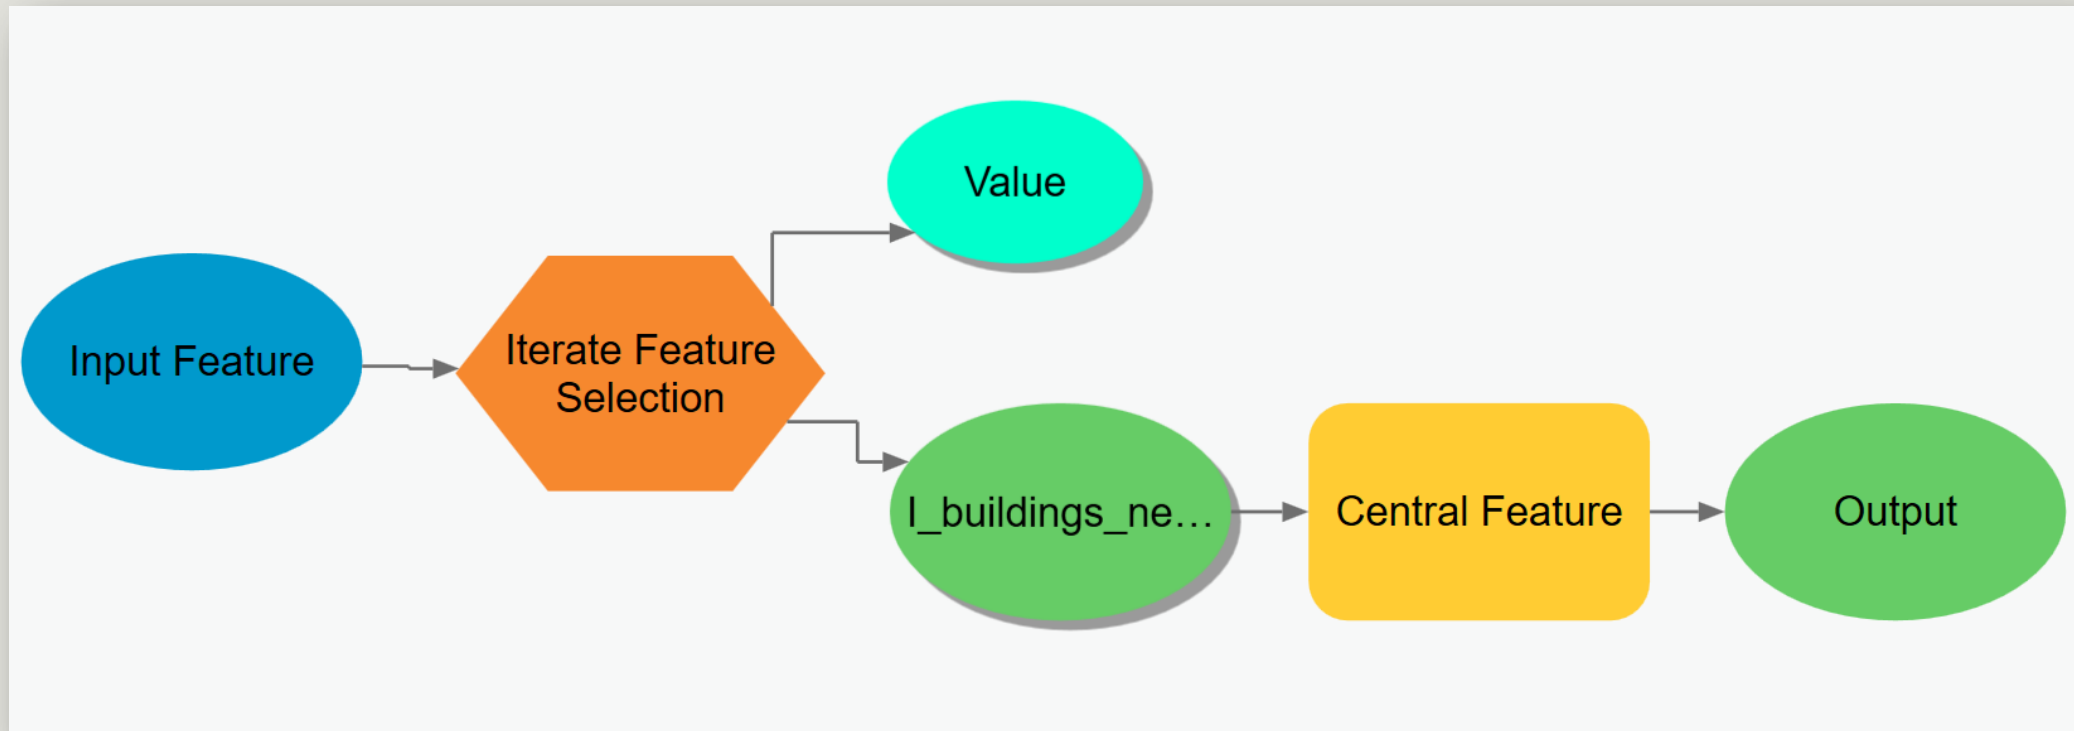 Value
Input Feature
Iterate Feature
Selection
I_buildings_ne…
Central Feature
Output